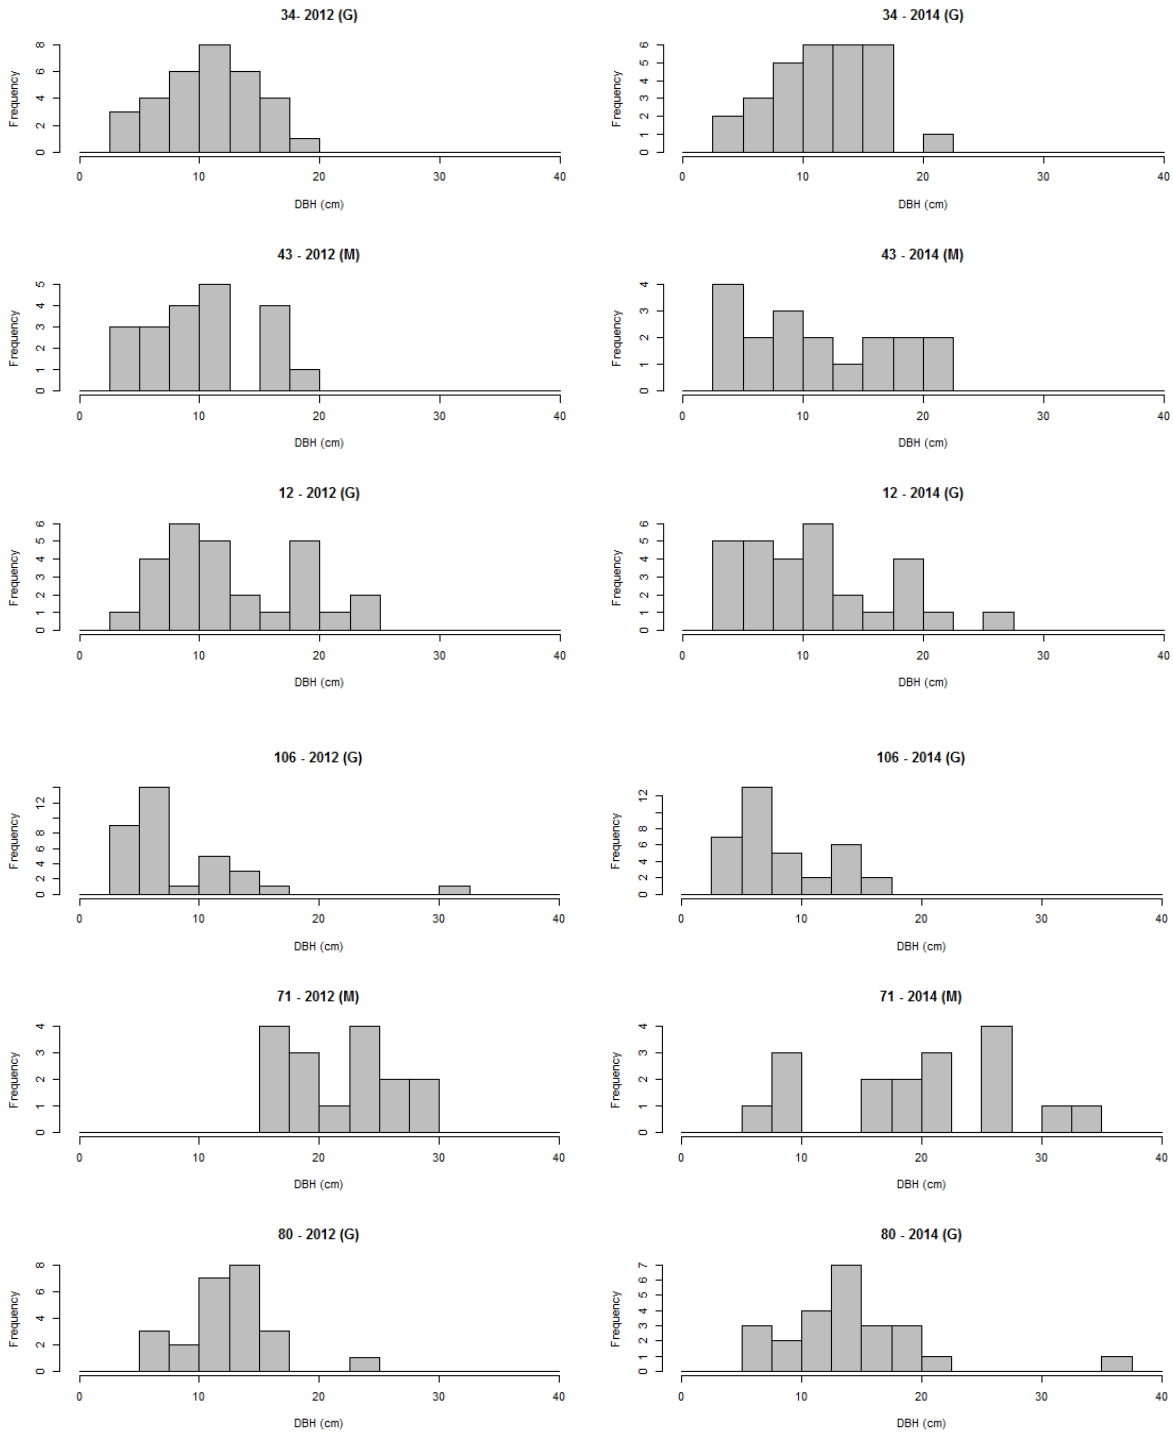 34- 2012 (G)
Frequency
0 2 4 6 8
0 10 20 30 40
DBH (cm)
34 - 2014 (G)
Frequency
0 1 2 3 4 5 6
0 10 20 30 40
DBH (cm)
43 - 2012 (M)
Frequency
0 1 2 3 4 5
0 10 20 30 40
DBH (cm)
43 - 2014 (M)
Frequency
0 1 2 3 4
0 10 20 30 40
DBH (cm)
12 - 2012 (G)
Frequency
0 1 2 3 4 5 6
0 10 20 30 40
DBH (cm)
12 - 2014 (G)
Frequency
0 1 2 3 4 5 6
0 10 20 30 40
DBH (cm)
106 - 2012 (G)
Frequency
0 2 4 6 8 12
0 10 20 30 40
DBH (cm)
106 - 2014 (G)
Frequency
0 2 4 6 8 12
0 10 20 30 40
DBH (cm)
71 - 2012 (M)
Frequency
0 1 2 3 4
0 10 20 30 40
DBH (cm)
71 - 2014 (M)
Frequency
0 1 2 3 4
0 10 20 30 40
DBH (cm)
80 - 2012 (G)
Frequency
0 2 4 6 8
0 10 20 30 40
DBH (cm)
80 - 2014 (G)
Frequency
0 1 2 3 4 5 6 7
0 10 20 30 40
DBH (cm)